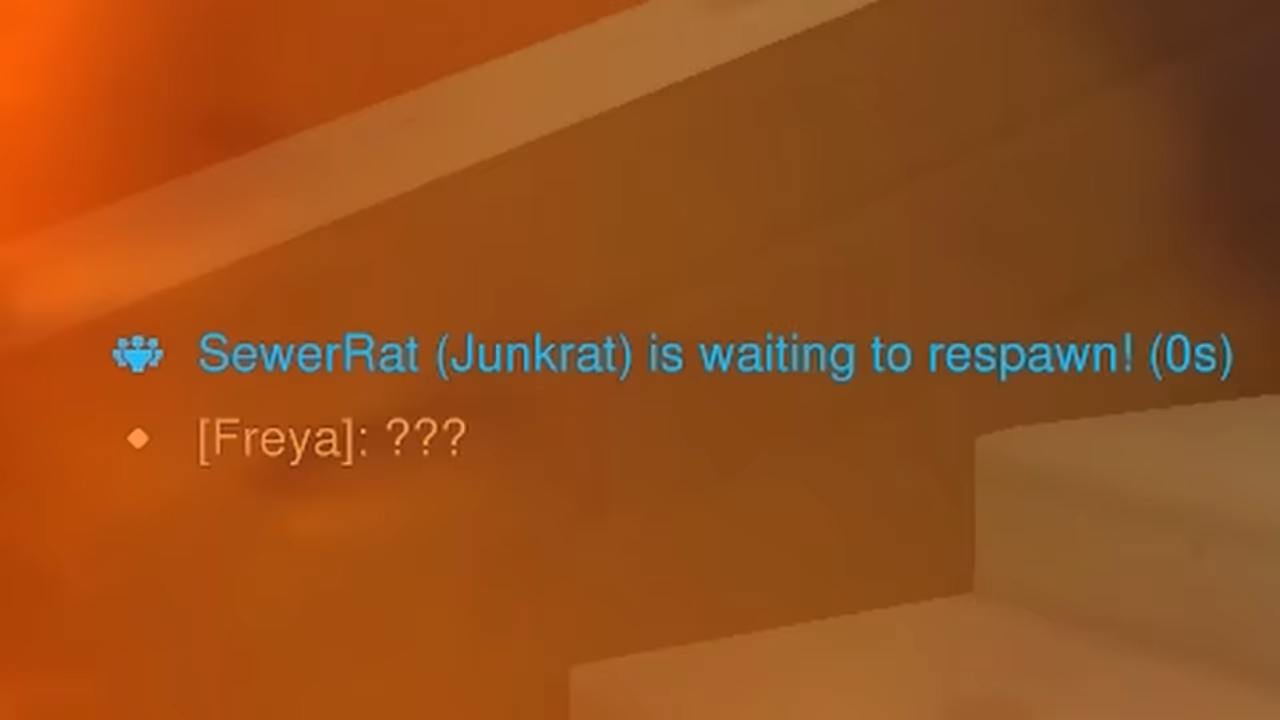 SewerRat (Junkrat) is waiting to respawn! (0s)
[Freya]: ???